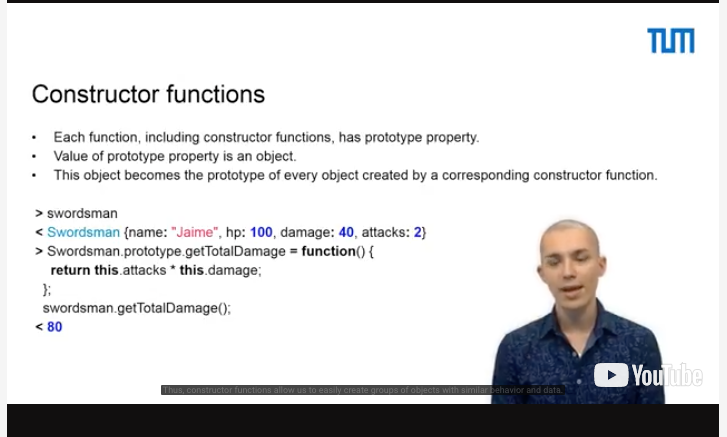 TUM
Constructor functions
• Each function, including constructor functions, has prototype property.
• Value of prototype property is an object.
• This object becomes the prototype of every object created by a corresponding constructor function.
> swordsman
< Swordsman {name: "Jaime", hp: 100, damage: 40, attacks: 2}
> Swordsman.prototype.getTotalDamage = function() {
return this.attacks * this.damage;
};
swordsman.getTotalDamage();
< 80
YouTube
Thus, constructor functions allow us to easily create groups of objects with similar behavior and data.